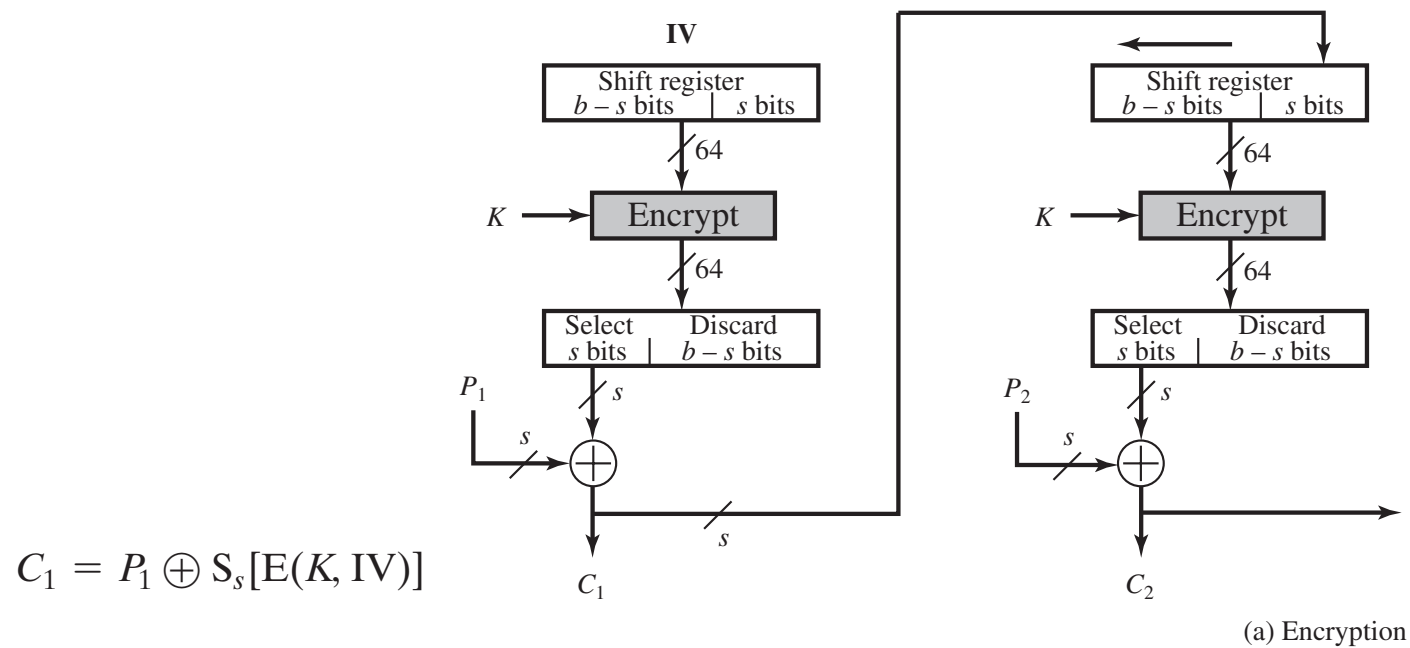 IV
Shift register
b – s bits | s bits
64
K
Encrypt
64
Select Discard
s bits | b – s bits
P₁
s
s
s
C₁
C₁ = P₁ ⊕ Sₛ[E(K, IV)]
Shift register
b – s bits | s bits
64
K
Encrypt
64
Select Discard
s bits | b – s bits
P₂
s
s
C₂
(a) Encryption